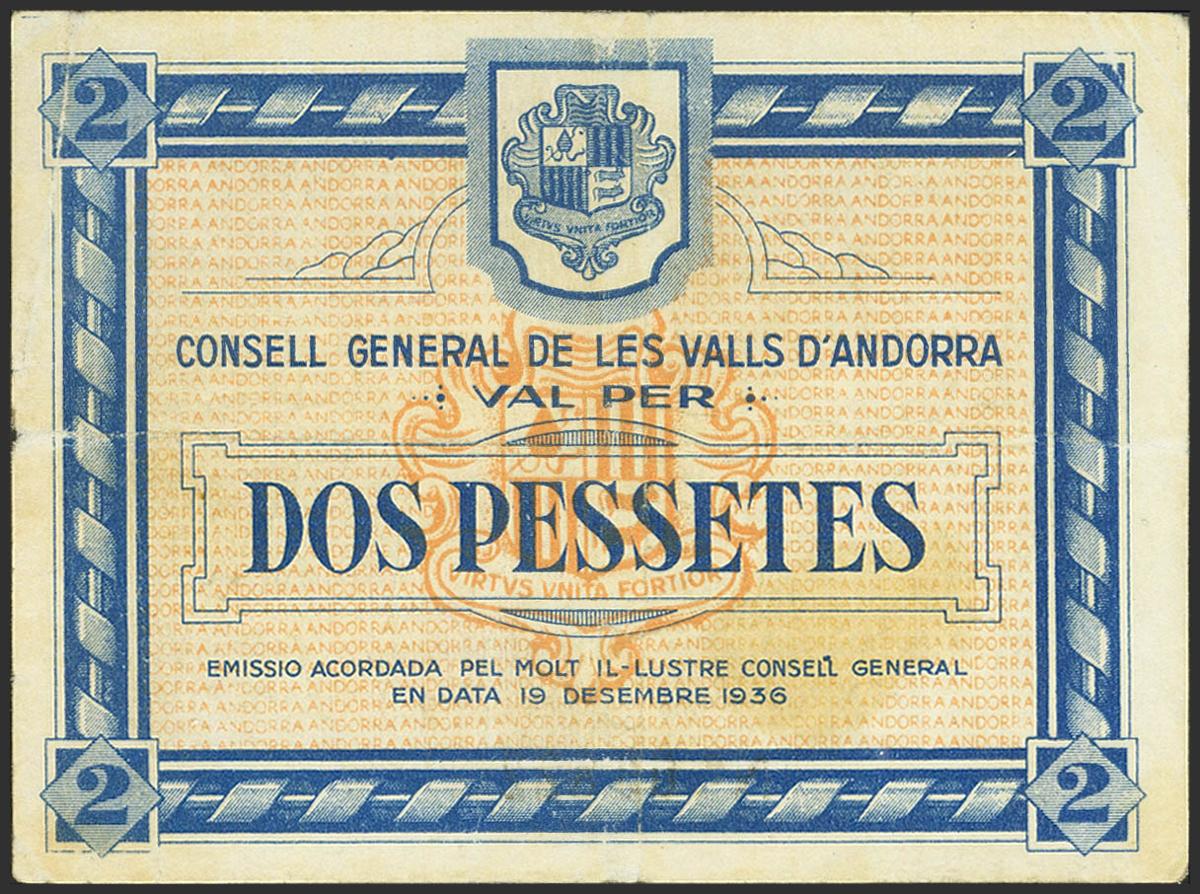 2 2
VIRTVS VNITA FORTIOR
CONSELL GENERAL DE LES VALLS D'ANDORRA
VAL PER
DOS PESSETES
VIRTVS VNITA FORTIOR
EMISSIO ACORDADA PEL MOLT IL-LUSTRE CONSELL GENERAL
EN DATA 19 DESEMBRE 1936
2 2